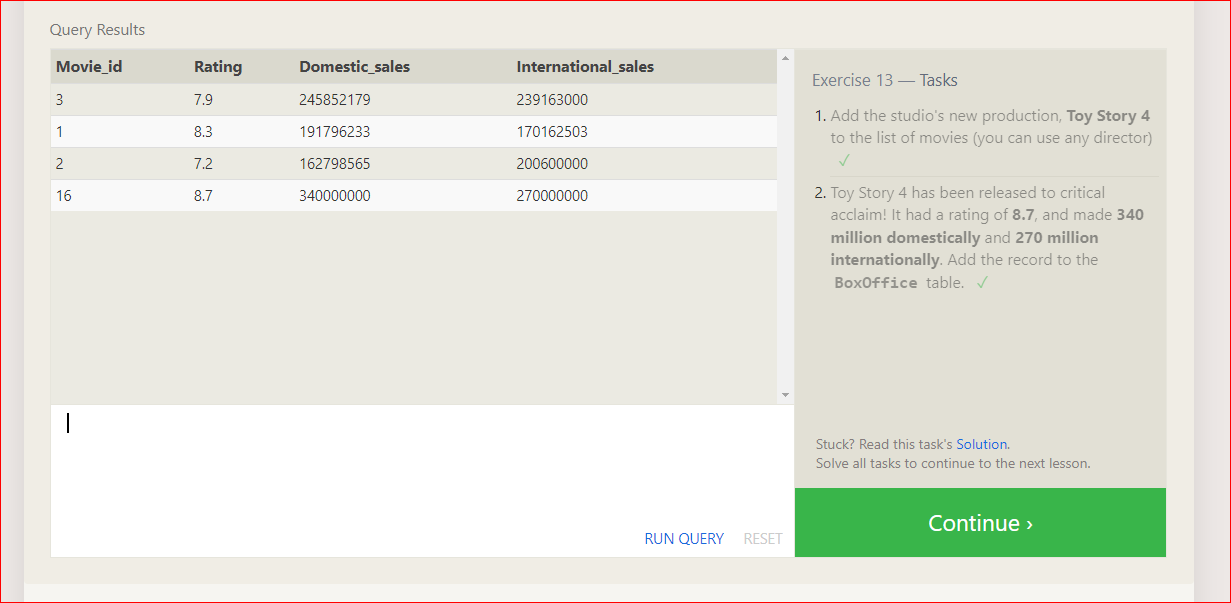 Query Results
Movie_id Rating Domestic_sales International_sales
3 7.9 245852179 239163000
1 8.3 191796233 170162503
2 7.2 162798565 200600000
16 8.7 340000000 270000000
RUN QUERY RESET
Exercise 13 — Tasks
1. Add the studio's new production, Toy Story 4
to the list of movies (you can use any director)
✓
2. Toy Story 4 has been released to critical
acclaim! It had a rating of 8.7, and made 340
million domestically and 270 million
internationally. Add the record to the
BoxOffice table. ✓
Stuck? Read this task's Solution.
Solve all tasks to continue to the next lesson.
Continue ›